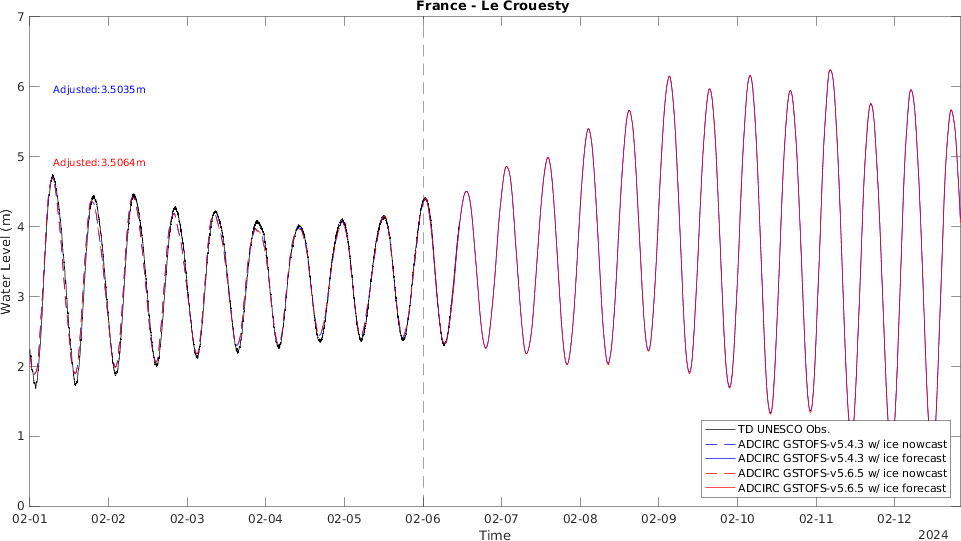 France - Le Crouesty
7
6
5
4
3
2
1
0
Water Level (m)
Adjusted:3.5035m
Adjusted:3.5064m
TD UNESCO Obs.
ADCIRC GSTOFS-v5.4.3 w/ ice nowcast
ADCIRC GSTOFS-v5.4.3 w/ ice forecast
ADCIRC GSTOFS-v5.6.5 w/ ice nowcast
ADCIRC GSTOFS-v5.6.5 w/ ice forecast
02-01 02-02 02-03 02-04 02-05 02-06 02-07 02-08 02-09 02-10 02-11 02-12
Time
2024